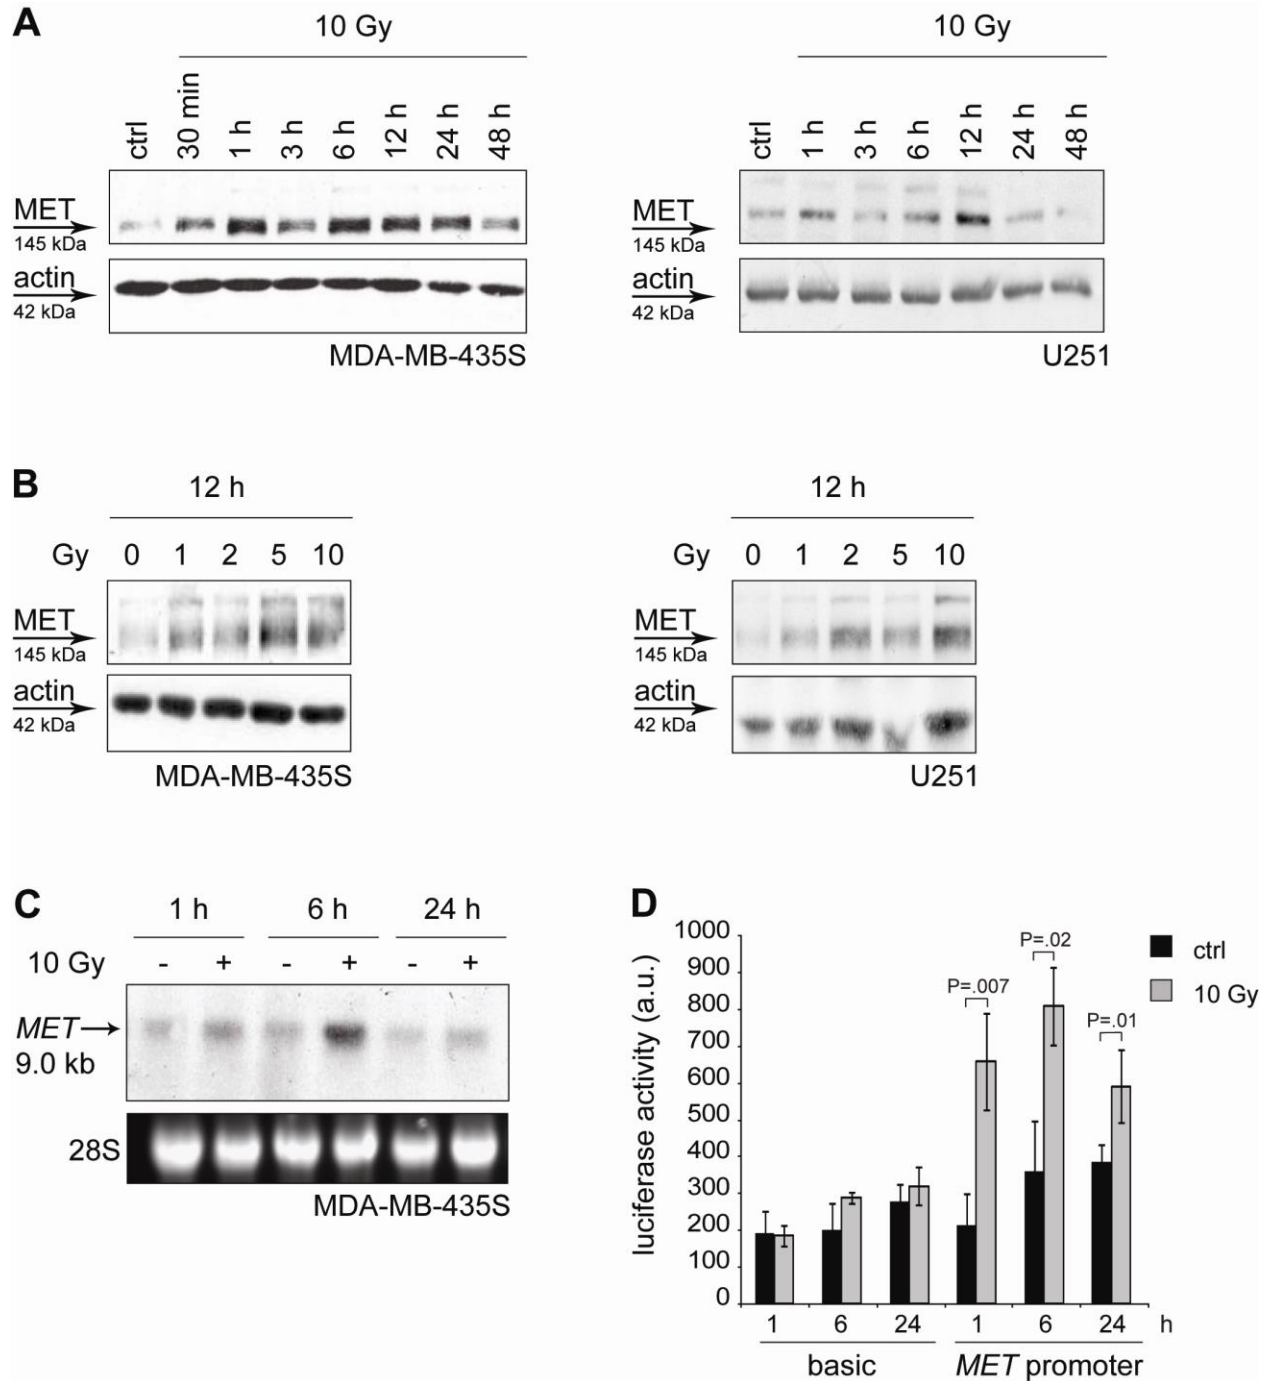 A
10 Gy
ctrl 30 min 1 h 3 h 6 h 12 h 24 h 48 h
MET
145 kDa
actin
42 kDa
MDA-MB-435S
10 Gy
ctrl 1 h 3 h 6 h 12 h 24 h 48 h
MET
145 kDa
actin
42 kDa
U251
B
12 h
Gy 0 1 2 5 10
MET
145 kDa
actin
42 kDa
MDA-MB-435S
12 h
Gy 0 1 2 5 10
MET
145 kDa
actin
42 kDa
U251
C
1 h 6 h 24 h
10 Gy - + - + - +
MET
9.0 kb
28S
MDA-MB-435S
D
luciferase activity (a.u.)
1000
900
800
700
600
500
400
300
200
100
0
P=.007
P=.02
P=.01
ctrl
10 Gy
1 6 24 1 6 24 h
basic MET promoter